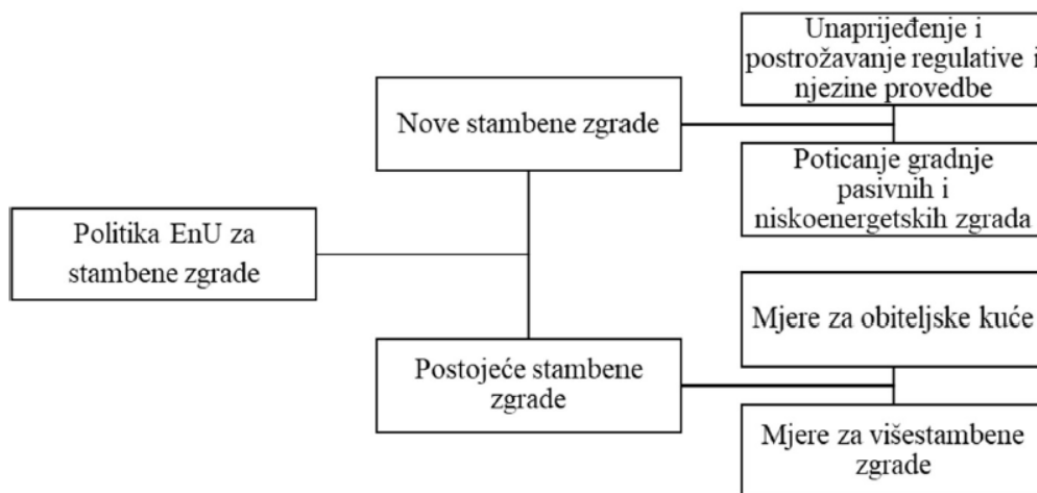 Unaprijeđenje i
postrožavanje regulative i
njezine provedbe
Nove stambene zgrade
Poticanje gradnje
pasivnih i
niskoenergetskih zgrada
Politika EnU za
stambene zgrade
Mjere za obiteljske kuće
Postojeće stambene
zgrade
Mjere za višestambene
zgrade